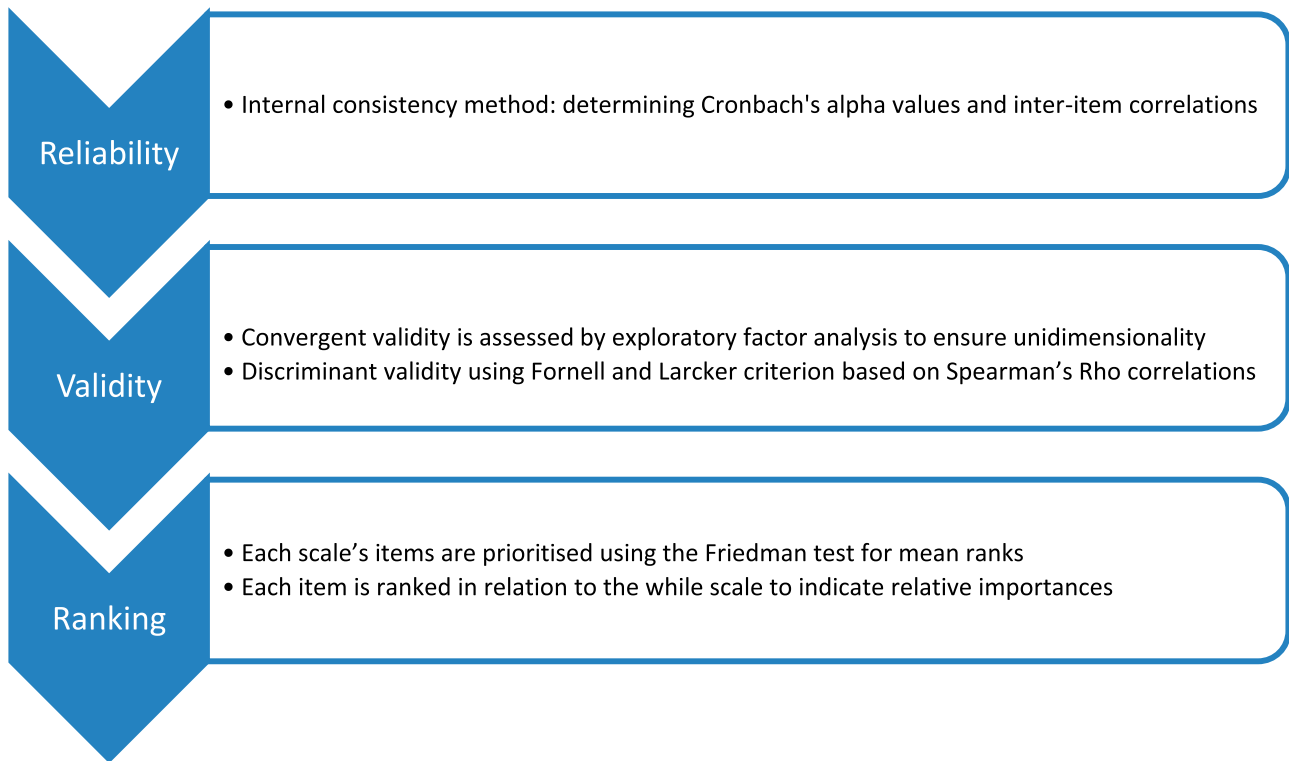 Reliability
• Internal consistency method: determining Cronbach's alpha values and inter-item correlations
Validity
• Convergent validity is assessed by exploratory factor analysis to ensure unidimensionality
• Discriminant validity using Fornell and Larcker criterion based on Spearman’s Rho correlations
Ranking
• Each scale’s items are prioritised using the Friedman test for mean ranks
• Each item is ranked in relation to the while scale to indicate relative importances